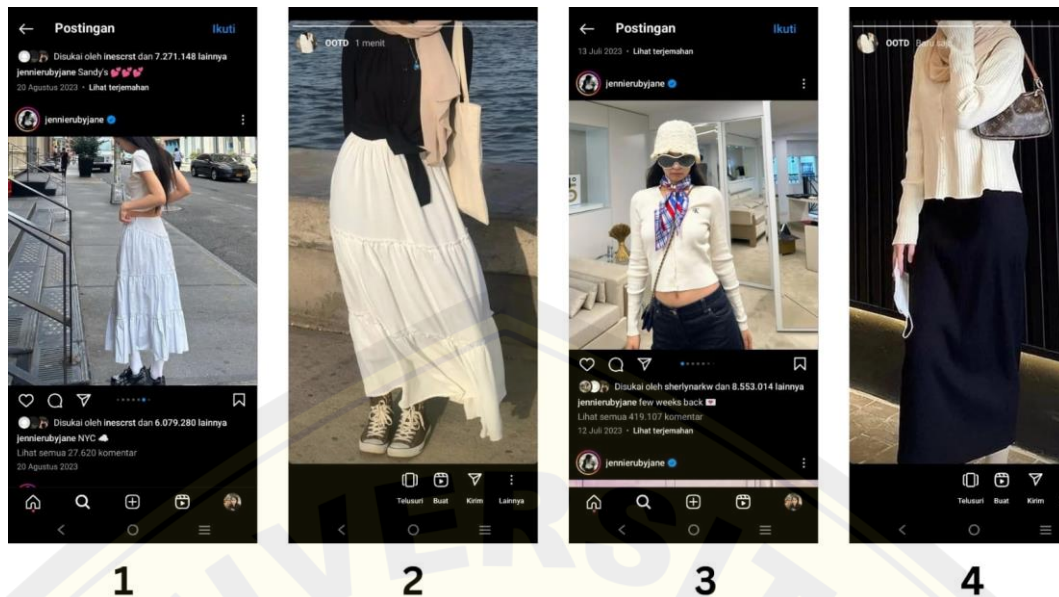 Postingan
Ikuti
Disukai oleh inescrst dan 7.271.148 lainnya
jennierubyjane Sandy's 💕💕💕
20 Agustus 2023 • Lihat terjemahan
jennierubyjane
Disukai oleh inescrst dan 6.079.280 lainnya
jennierubyjane NYC ☁️
Lihat semua 27.620 komentar
20 Agustus 2023
1
OOTD 1 menit
Telusuri Buat Kirim Lainnya
2
Postingan
Ikuti
13 Juli 2023 • Lihat terjemahan
jennierubyjane
Disukai oleh sherlynarkw dan 8.553.014 lainnya
jennierubyjane few weeks back 💌
Lihat semua 419.107 komentar
12 Juli 2023 • Lihat terjemahan
jennierubyjane
3
OOTD Baru saja
Telusuri Buat Kirim
4